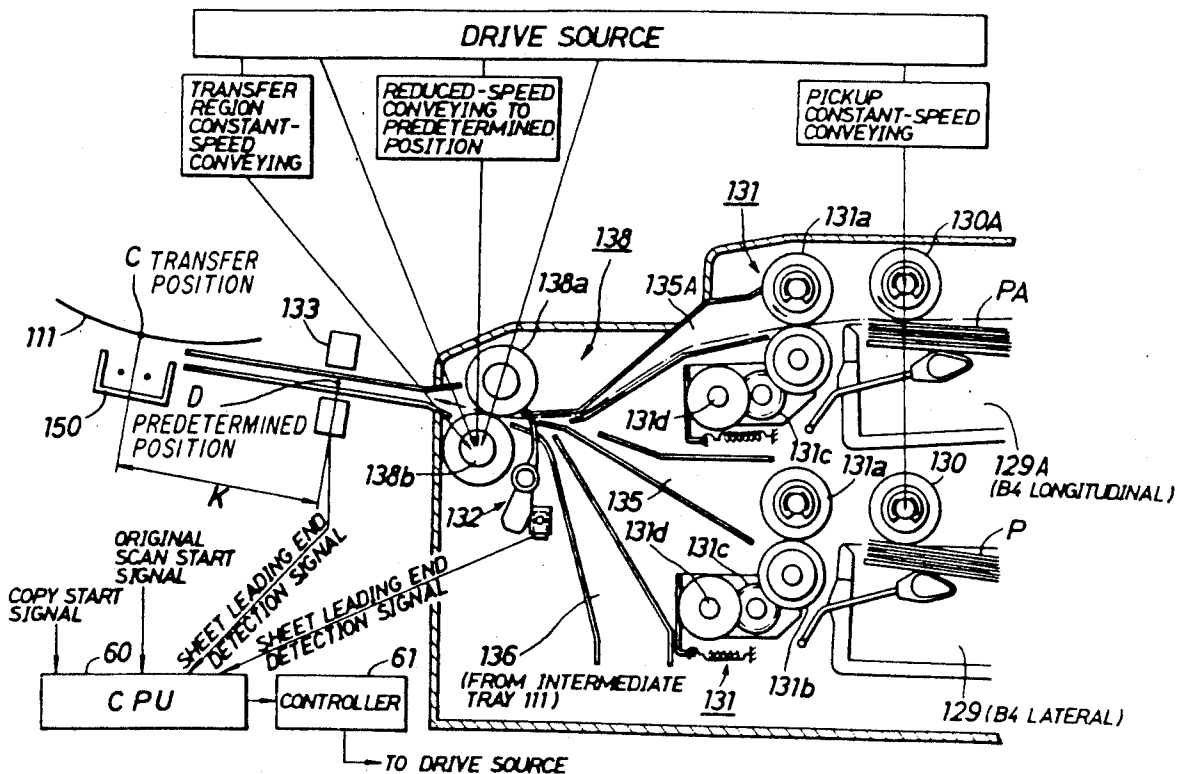 DRIVE SOURCE
TRANSFER
REGION
CONSTANT-
SPEED
CONVEYING
REDUCED-SPEED
CONVEYING TO
PREDETERMINED
POSITION
PICKUP
CONSTANT-SPEED
CONVEYING
131
131a
130A
138
C TRANSFER
POSITION
138a
135A
PA
133
111
D
PREDETERMINED
POSITION
150
131d
131c
131a
130
129A
(B4 LONGITUDINAL)
138b
K
132
135
131d
131c
P
ORIGINAL
SCAN START
SIGNAL
SHEET LEADING END
DETECTION SIGNAL
SHEET LEADING END
DETECTION SIGNAL
COPY START
SIGNAL
60
61
136
(FROM INTERMEDIATE
TRAY 111)
131
131b
129 (B4 LATERAL)
CPU
CONTROLLER
TO DRIVE SOURCE